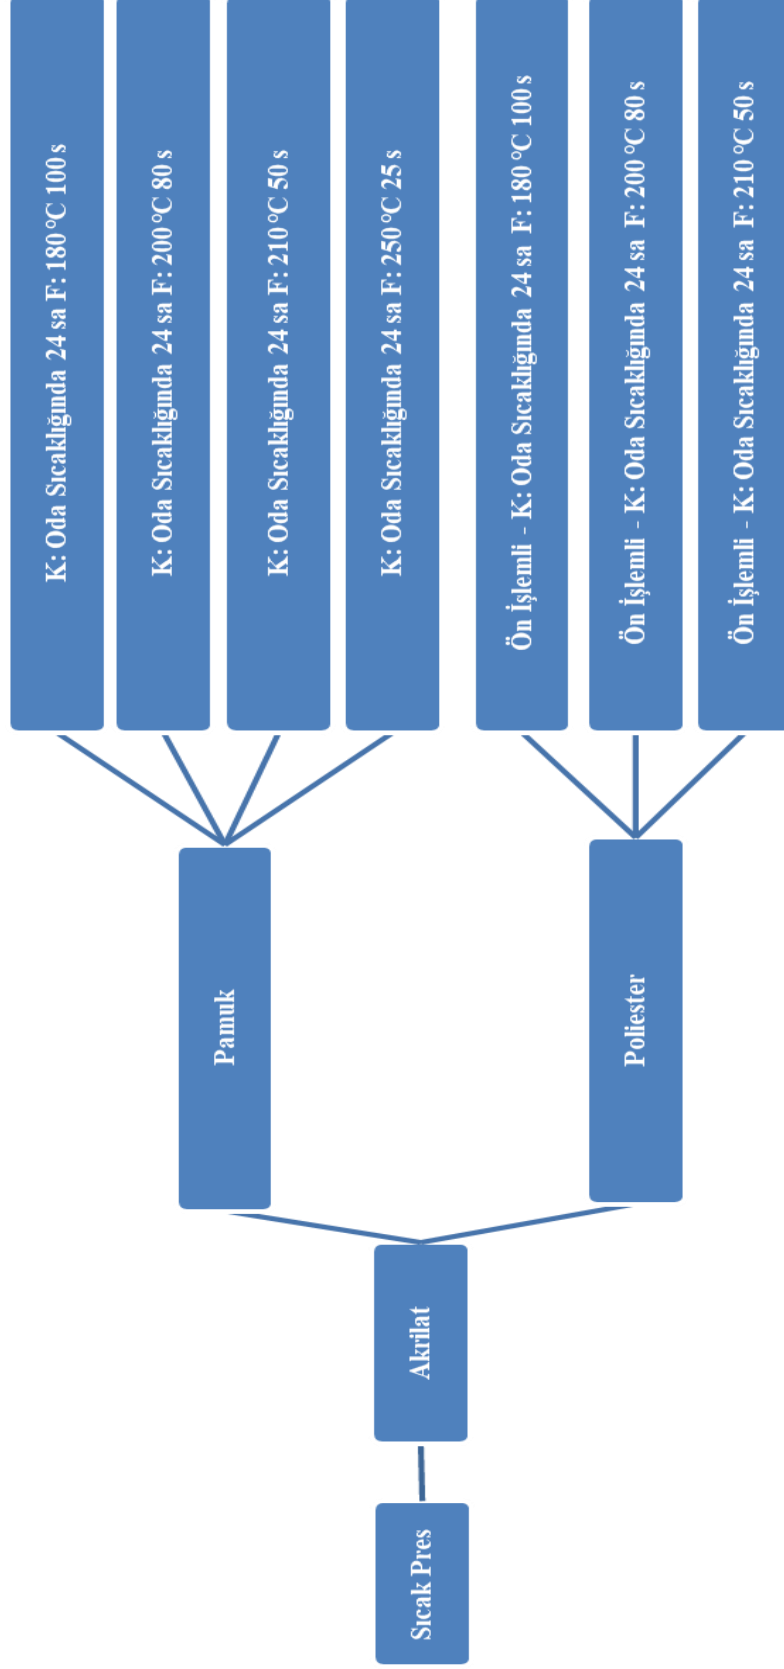 Sıcak Pres
Akrilat
Pamuk
K: Oda Sıcaklığında 24 sa F: 180 °C 100 s
K: Oda Sıcaklığında 24 sa F: 200 °C 80 s
K: Oda Sıcaklığında 24 sa F: 210 °C 50 s
K: Oda Sıcaklığında 24 sa F: 250 °C 25 s
Poliester
Ön İşlemli - K: Oda Sıcaklığında 24 sa F: 180 °C 100 s
Ön İşlemli - K: Oda Sıcaklığında 24 sa F: 200 °C 80 s
Ön İşlemli - K: Oda Sıcaklığında 24 sa F: 210 °C 50 s